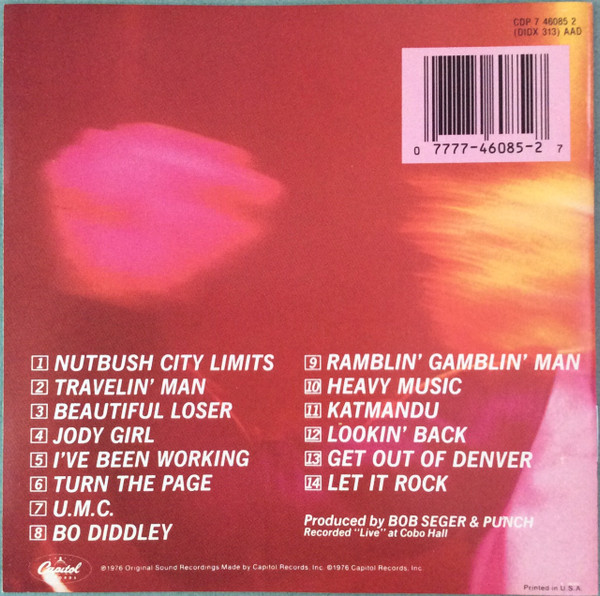 CDP 7 46085 2
(DIDX 313) AAD
0 7777-46085-2 7
1 NUTBUSH CITY LIMITS
2 TRAVELIN' MAN
3 BEAUTIFUL LOSER
4 JODY GIRL
5 I'VE BEEN WORKING
6 TURN THE PAGE
7 U.M.C.
8 BO DIDDLEY
9 RAMBLIN' GAMBLIN' MAN
10 HEAVY MUSIC
11 KATMANDU
12 LOOKIN' BACK
13 GET OUT OF DENVER
14 LET IT ROCK
Produced by BOB SEGER & PUNCH
Recorded "Live" at Cobo Hall
Capitol
RECORDS
℗1976 Original Sound Recordings Made by Capitol Records, Inc. ©1976 Capitol Records, Inc.
Printed in U.S.A.